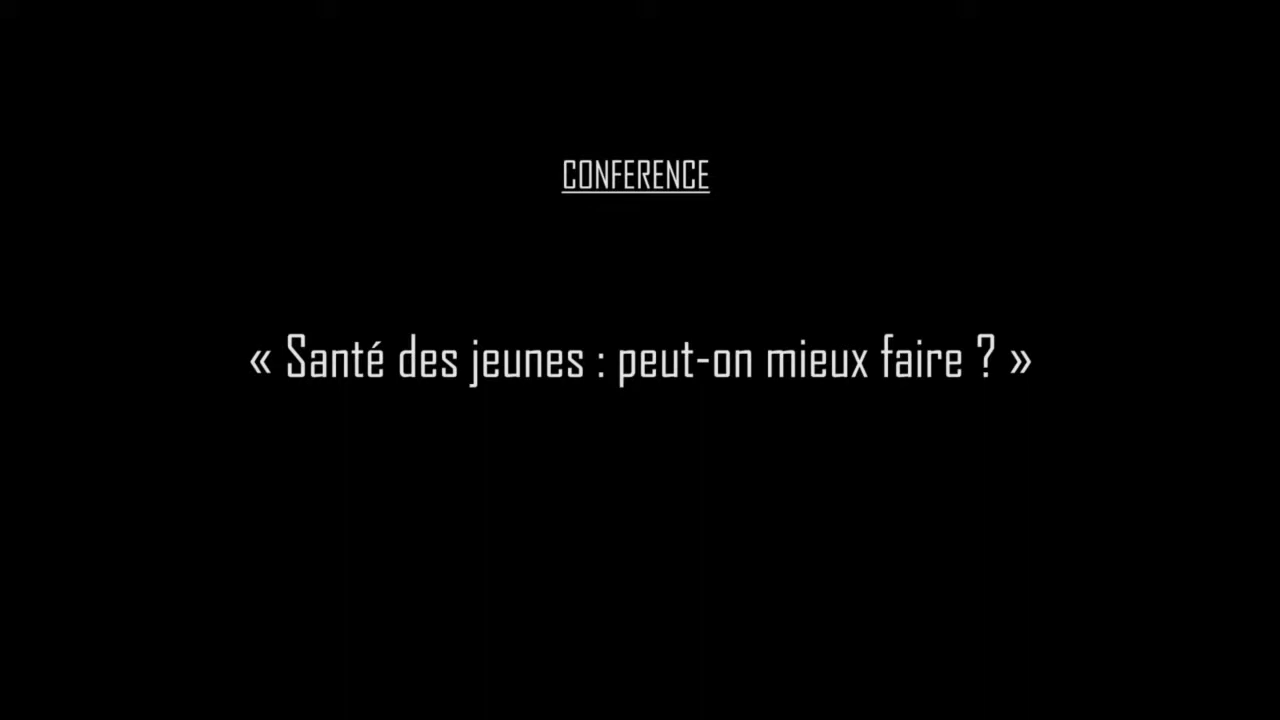 CONFERENCE
« Santé des jeunes : peut-on mieux faire ? »